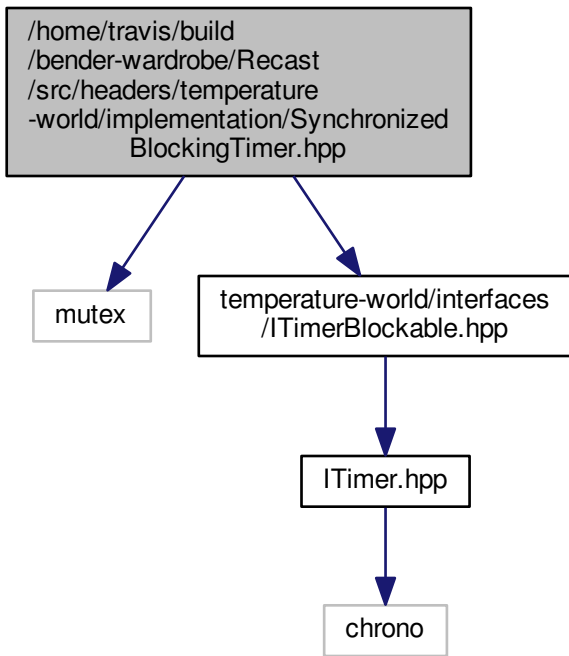 /home/travis/build
/bender-wardrobe/Recast
/src/headers/temperature
-world/implementation/Synchronized
BlockingTimer.hpp
mutex
temperature-world/interfaces
/ITimerBlockable.hpp
ITimer.hpp
chrono